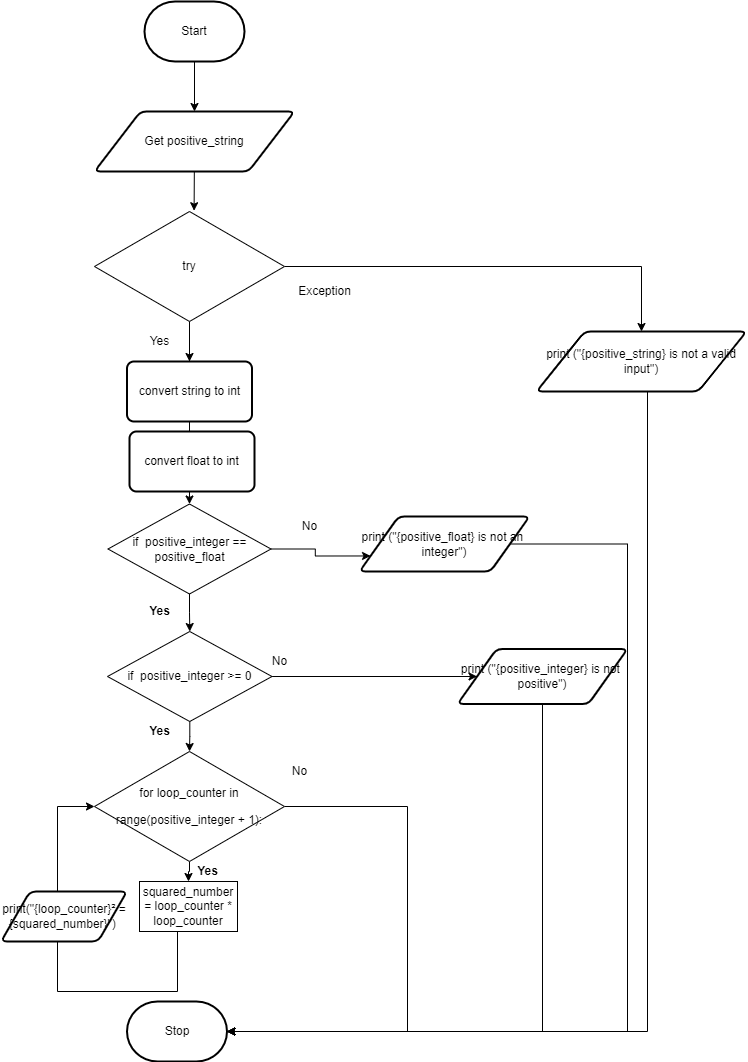 Start
Get positive_string
try
Exception
Yes
print ("{positive_string} is not a valid
input")
convert string to int
convert float to int
No
if  positive_integer ==
positive_float
print ("{positive_float} is not an
integer")
Yes
No
if  positive_integer >= 0
print ("{positive_integer} is not
positive")
Yes
No
for loop_counter in
range(positive_integer + 1):
Yes
squared_number
= loop_counter *
loop_counter
print("{loop_counter}² =
{squared_number}")
Stop